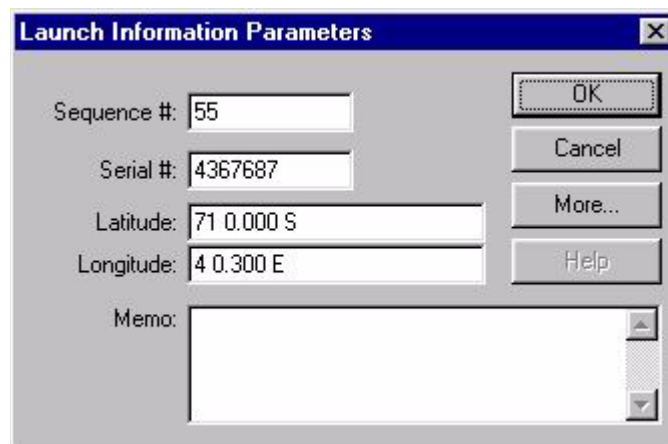 Launch Information Parameters
Sequence #: 55
OK
Serial #: 4367687
Cancel
Latitude: 71 0.000 S
More...
Longitude: 4 0.300 E
Help
Memo: